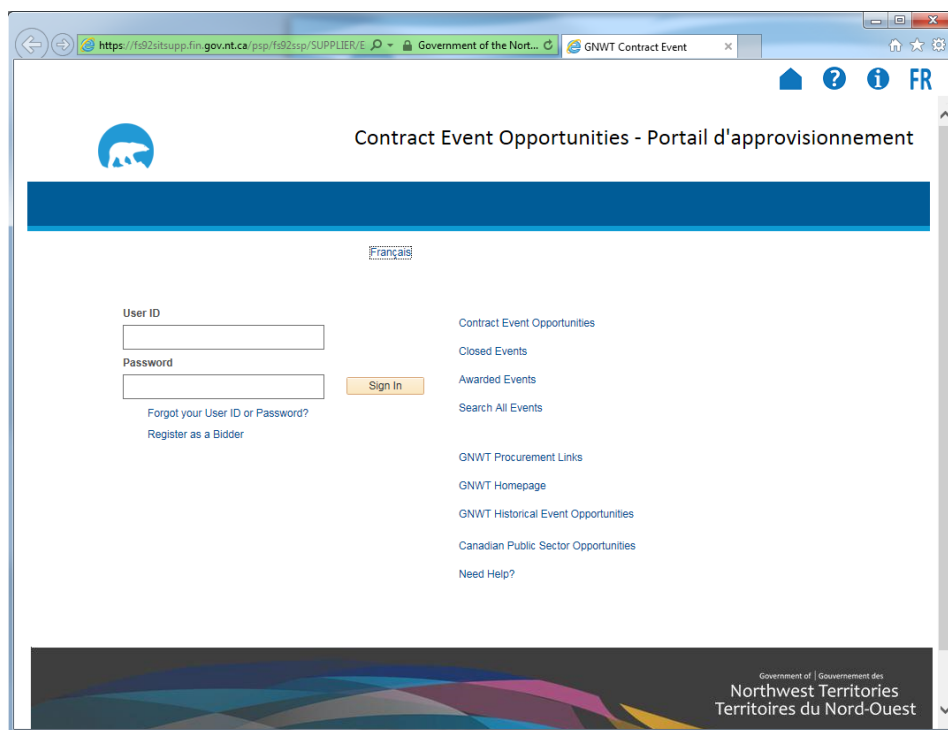 https://fs92sitsupp.fin.gov.nt.ca/psp/fs92ssp/SUPPLIER/E
Government of the Nort...
GNWT Contract Event
FR
Contract Event Opportunities - Portail d'approvisionnement
Français
User ID
Password
Sign In
Forgot your User ID or Password?
Register as a Bidder
Contract Event Opportunities
Closed Events
Awarded Events
Search All Events
GNWT Procurement Links
GNWT Homepage
GNWT Historical Event Opportunities
Canadian Public Sector Opportunities
Need Help?
Government of | Gouvernement des
Northwest Territories
Territoires du Nord-Ouest